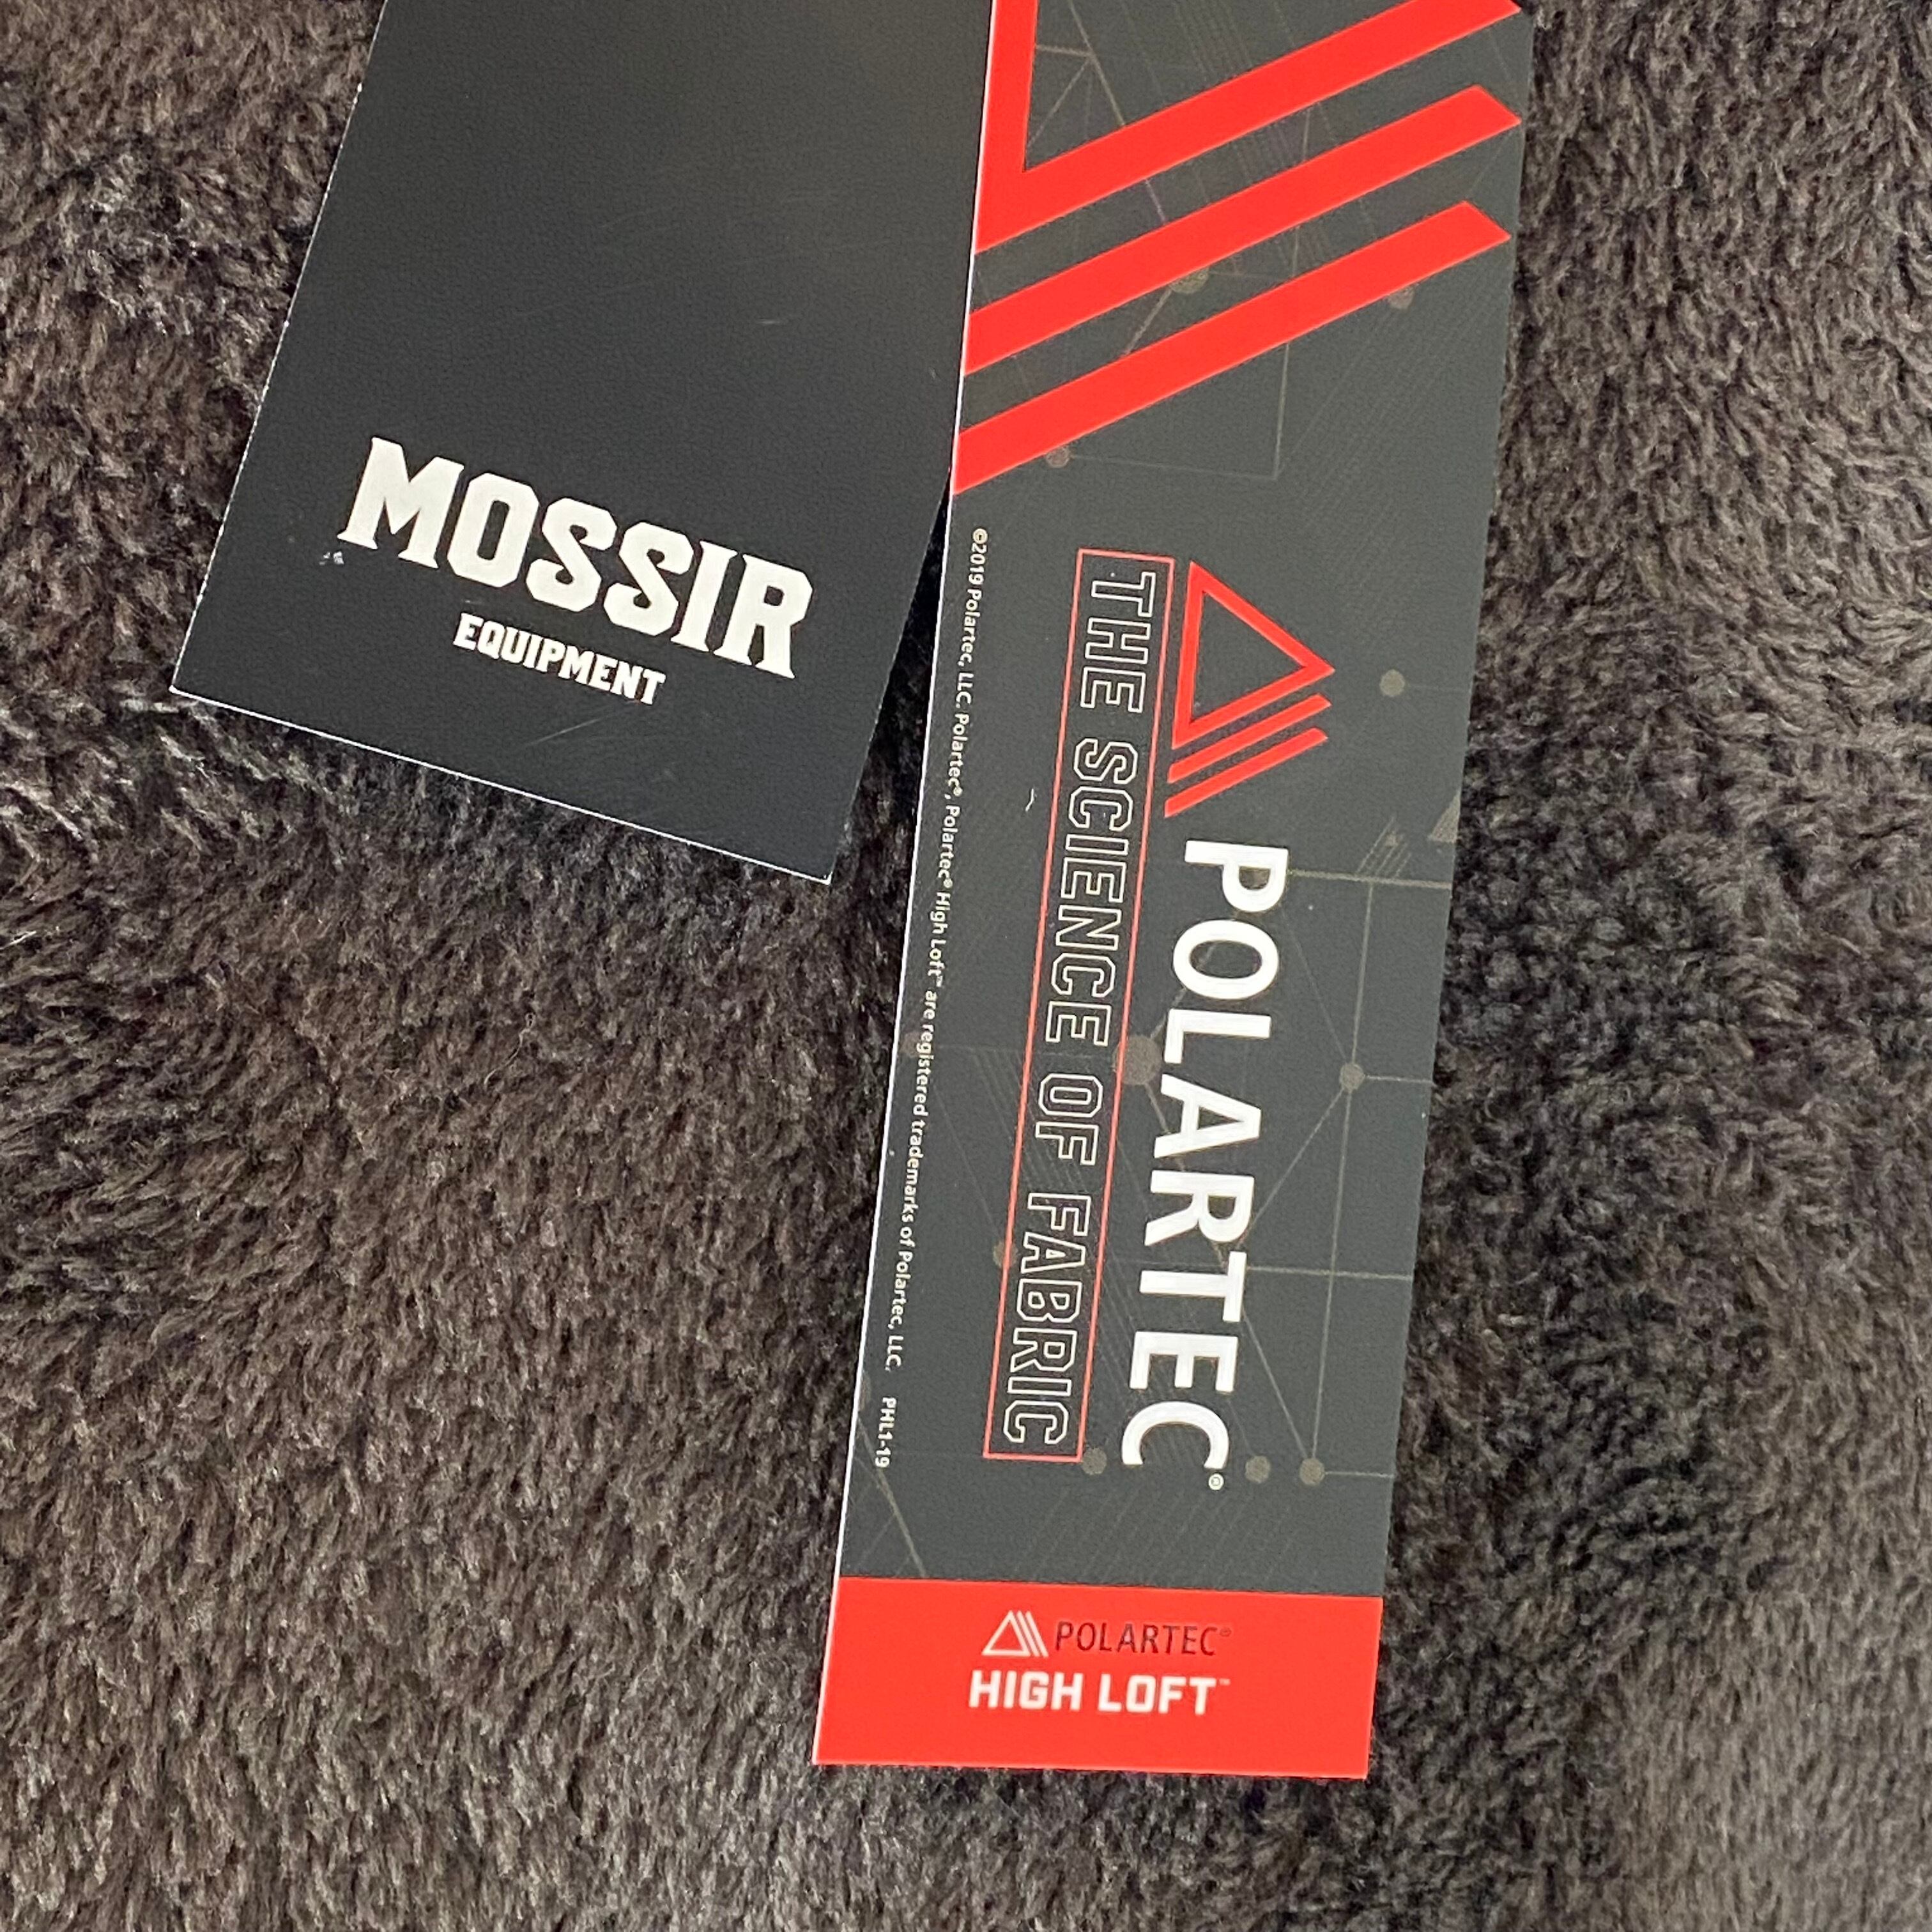 MOSSIR
EQUIPMENT
POLARTEC®
THE SCIENCE OF FABRIC
©2019 Polartec, LLC. Polartec®, Polartec® High Loft™ are registered trademarks of Polartec, LLC. PHL1-19
POLARTEC®
HIGH LOFT™